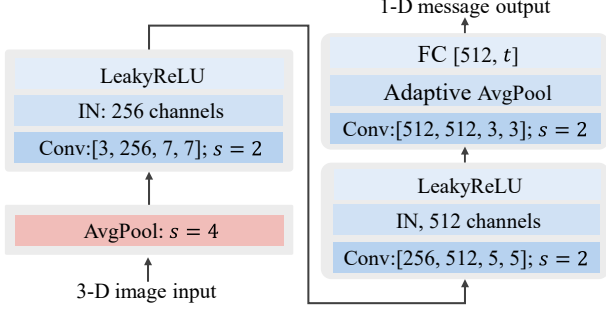 1-D message output
FC [512, t]
Adaptive AvgPool
Conv:[512, 512, 3, 3]; s = 2
LeakyReLU
IN, 512 channels
Conv:[256, 512, 5, 5]; s = 2
LeakyReLU
IN: 256 channels
Conv:[3, 256, 7, 7]; s = 2
AvgPool: s = 4
3-D image input